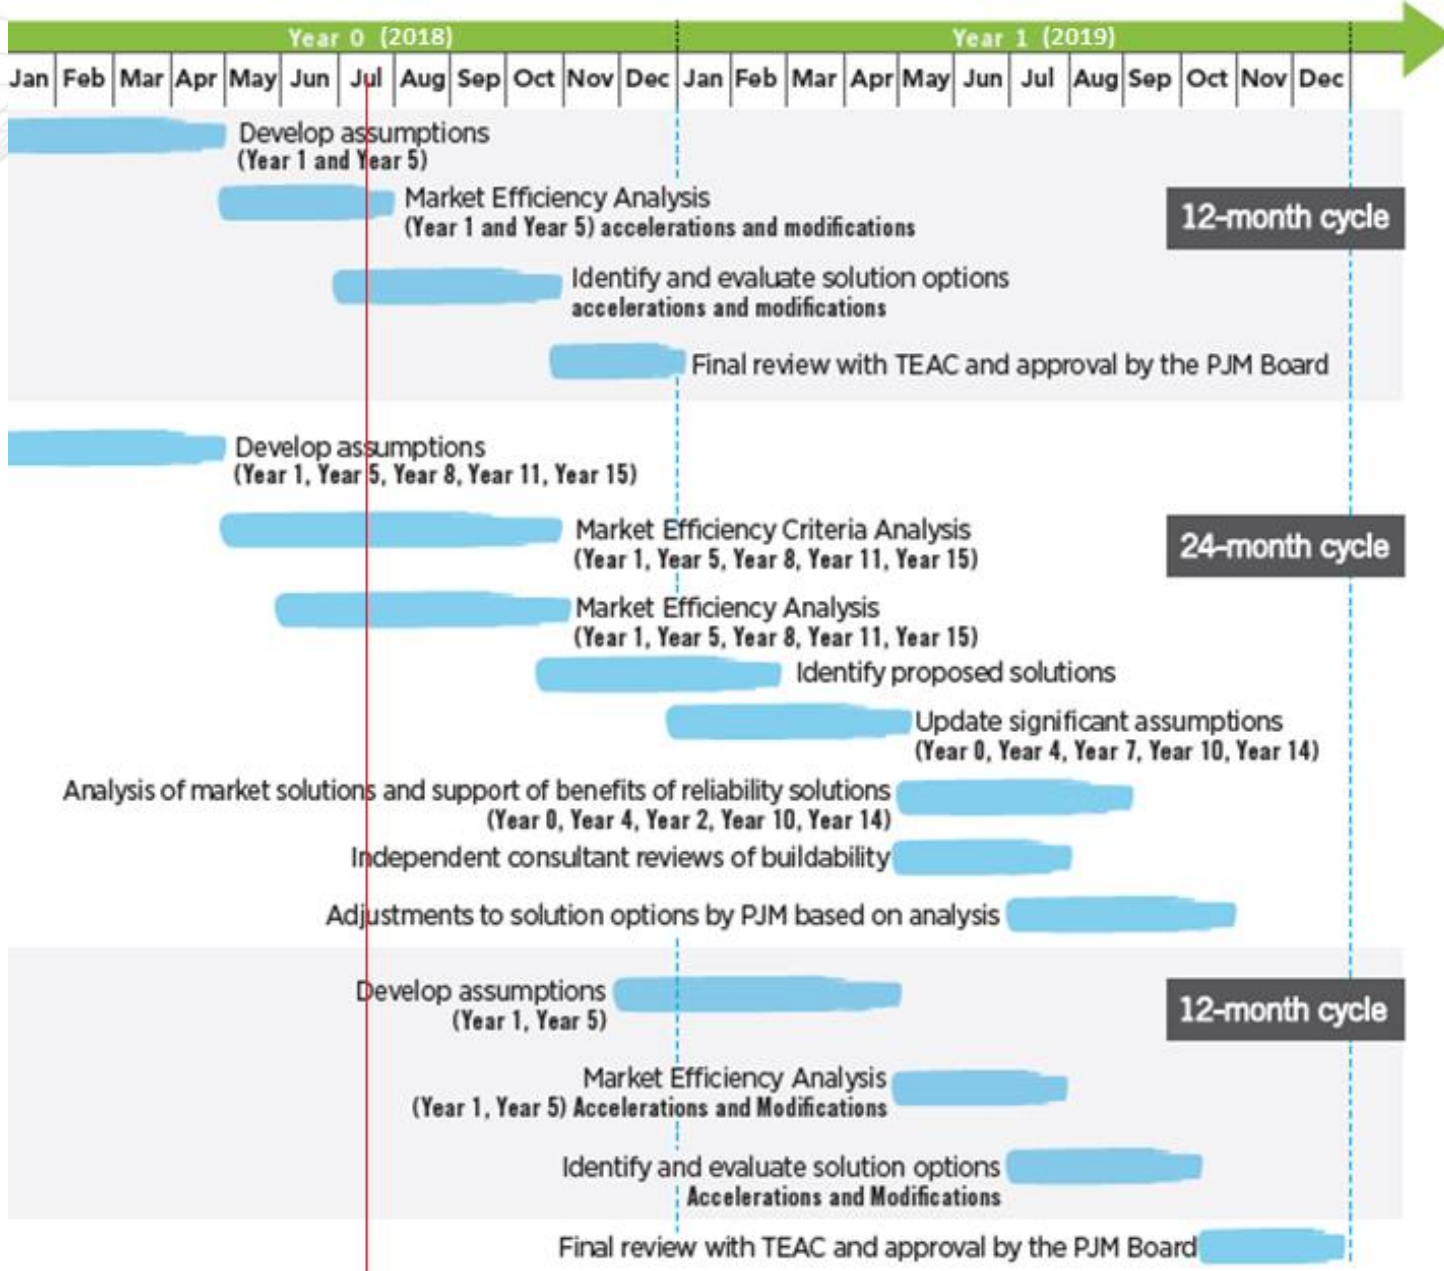 Year 0 (2018) Year 1 (2019)
Jan Feb Mar Apr May Jun Jul Aug Sep Oct Nov Dec Jan Feb Mar Apr May Jun Jul Aug Sep Oct Nov Dec
Develop assumptions
(Year 1 and Year 5)
Market Efficiency Analysis
(Year 1 and Year 5) accelerations and modifications
12-month cycle
Identify and evaluate solution options
accelerations and modifications
Final review with TEAC and approval by the PJM Board
Develop assumptions
(Year 1, Year 5, Year 8, Year 11, Year 15)
Market Efficiency Criteria Analysis
(Year 1, Year 5, Year 8, Year 11, Year 15)
24-month cycle
Market Efficiency Analysis
(Year 1, Year 5, Year 8, Year 11, Year 15)
Identify proposed solutions
Update significant assumptions
(Year 0, Year 4, Year 7, Year 10, Year 14)
Analysis of market solutions and support of benefits of reliability solutions
(Year 0, Year 4, Year 2, Year 10, Year 14)
Independent consultant reviews of buildability
Adjustments to solution options by PJM based on analysis
Develop assumptions
(Year 1, Year 5)
12-month cycle
Market Efficiency Analysis
(Year 1, Year 5) Accelerations and Modifications
Identify and evaluate solution options
Accelerations and Modifications
Final review with TEAC and approval by the PJM Board